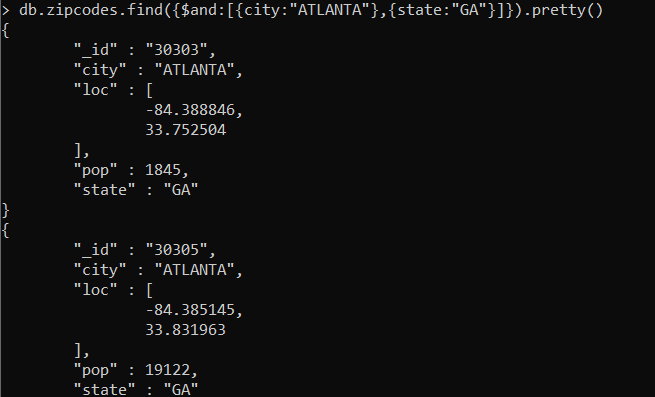 > db.zipcodes.find({$and:[{city:"ATLANTA"},{state:"GA"}]}).pretty()
{
        "_id" : "30303",
        "city" : "ATLANTA",
        "loc" : [
                -84.388846,
                33.752504
        ],
        "pop" : 1845,
        "state" : "GA"
}
{
        "_id" : "30305",
        "city" : "ATLANTA",
        "loc" : [
                -84.385145,
                33.831963
        ],
        "pop" : 19122,
        "state" : "GA"